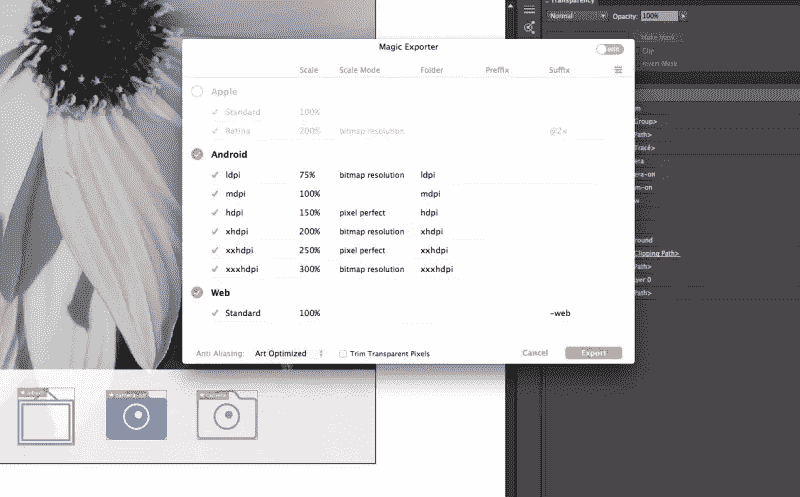 Transparency
Normal Opacity: 100%
Make Mask
Clip
Invert Mask
Magic Exporter
edit
Scale Scale Mode Folder Preffix Suffix
Apple
Standard 100%
Retina 200% bitmap resolution @2x
Android
ldpi 75% bitmap resolution ldpi
mdpi 100% mdpi
hdpi 150% pixel perfect hdpi
xhdpi 200% bitmap resolution xhdpi
xxhdpi 250% pixel perfect xxhdpi
xxxhdpi 300% bitmap resolution xxxhdpi
Web
Standard 100% -web
Anti Aliasing: Art Optimized Trim Transparent Pixels Cancel Export
m
Group>
Path>
Trace>
era
era-on
m-on
w
round
Clipping Path>
Path>
yer 0
Path>